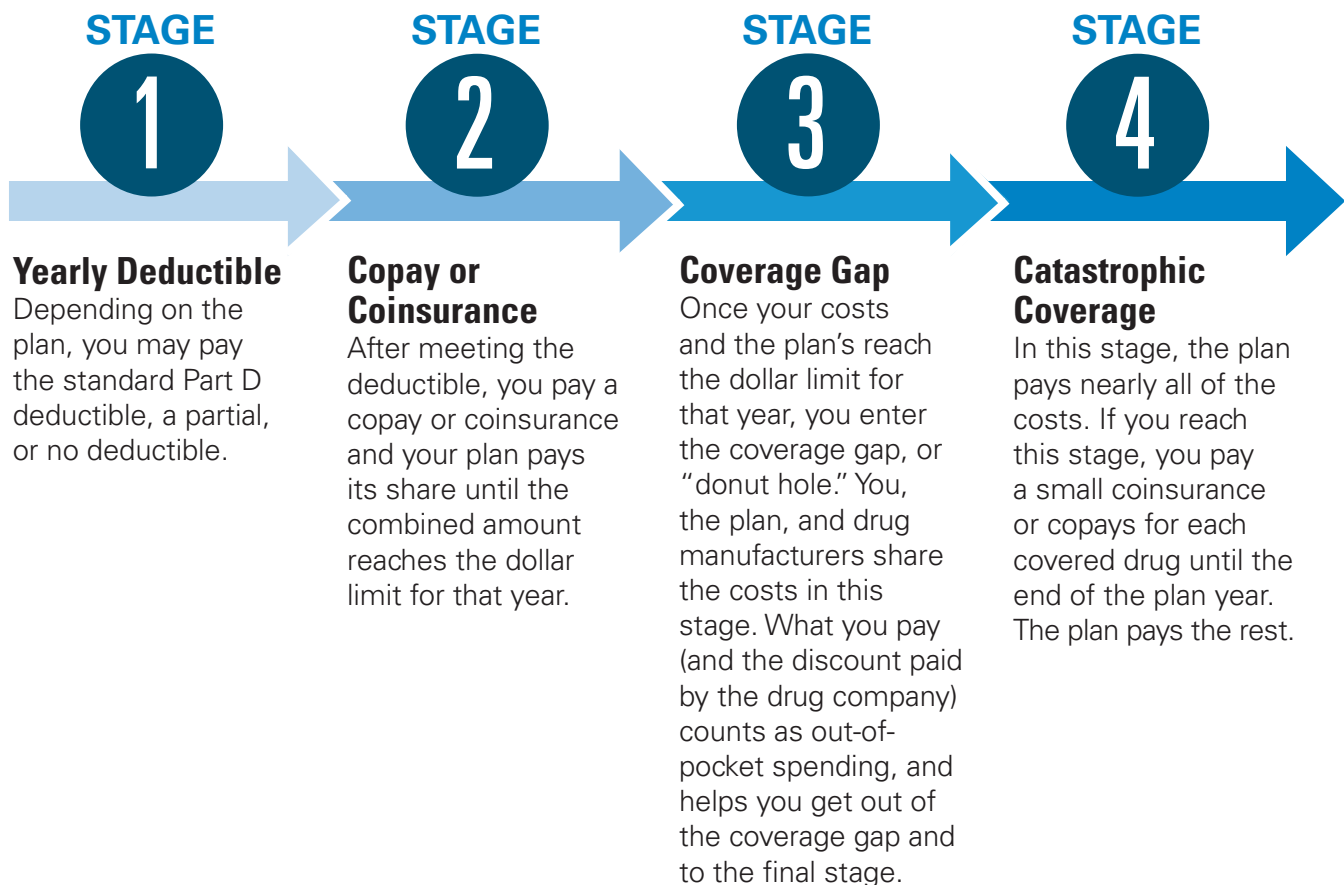 STAGE
1
Yearly Deductible
Depending on the
plan, you may pay
the standard Part D
deductible, a partial,
or no deductible.
STAGE
2
Copay or
Coinsurance
After meeting the
deductible, you pay a
copay or coinsurance
and your plan pays
its share until the
combined amount
reaches the dollar
limit for that year.
STAGE
3
Coverage Gap
Once your costs
and the plan’s reach
the dollar limit for
that year, you enter
the coverage gap, or
“donut hole.” You,
the plan, and drug
manufacturers share
the costs in this
stage. What you pay
(and the discount paid
by the drug company)
counts as out-of-
pocket spending, and
helps you get out of
the coverage gap and
to the final stage.
STAGE
4
Catastrophic
Coverage
In this stage, the plan
pays nearly all of the
costs. If you reach
this stage, you pay
a small coinsurance
or copays for each
covered drug until the
end of the plan year.
The plan pays the rest.